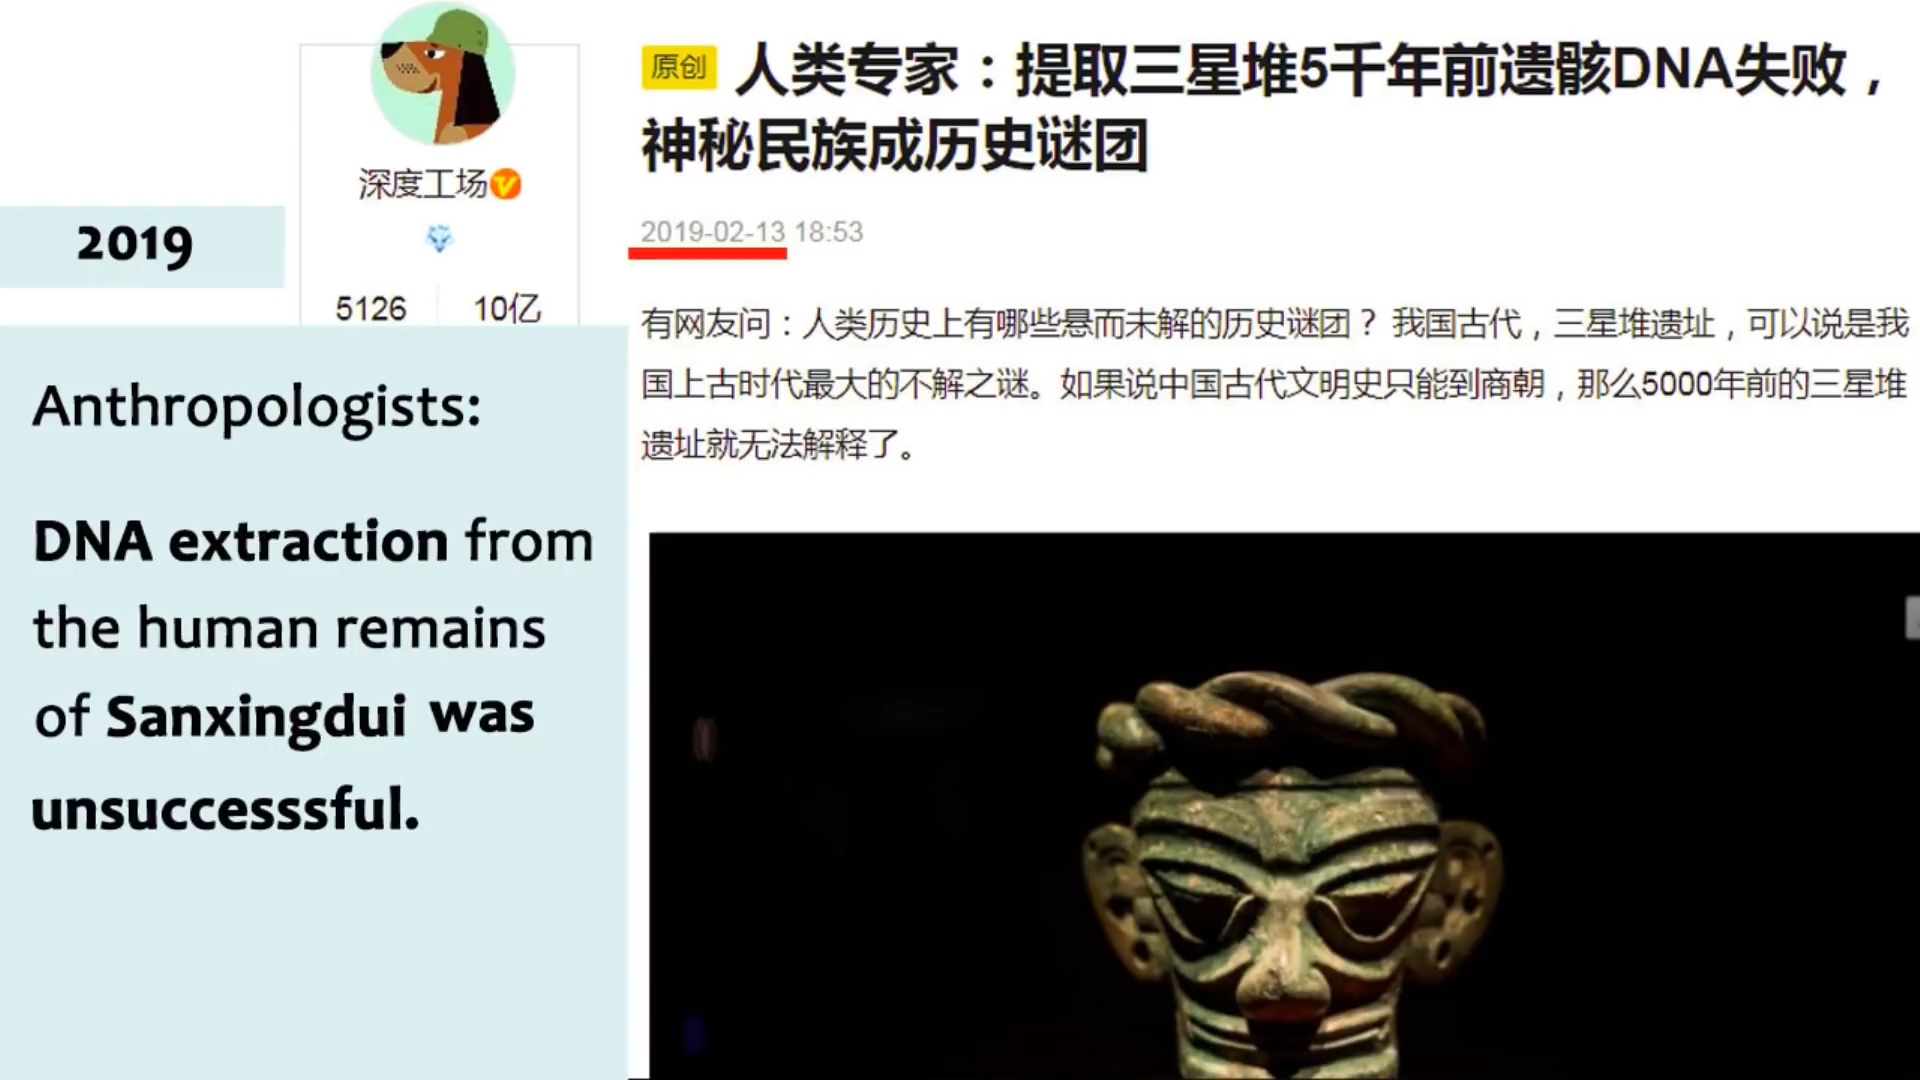 原创 人类专家：提取三星堆5千年前遗骸DNA失败，
神秘民族成历史谜团
深度工场
2019-02-13 18:53
2019
5126 10亿
有网友问：人类历史上有哪些悬而未解的历史谜团？ 我国古代，三星堆遗址，可以说是我
国上古时代最大的不解之谜。如果说中国古代文明史只能到商朝，那么5000年前的三星堆
遗址就无法解释了。
Anthropologists:
DNA extraction from
the human remains
of Sanxingdui was
unsuccesssful.